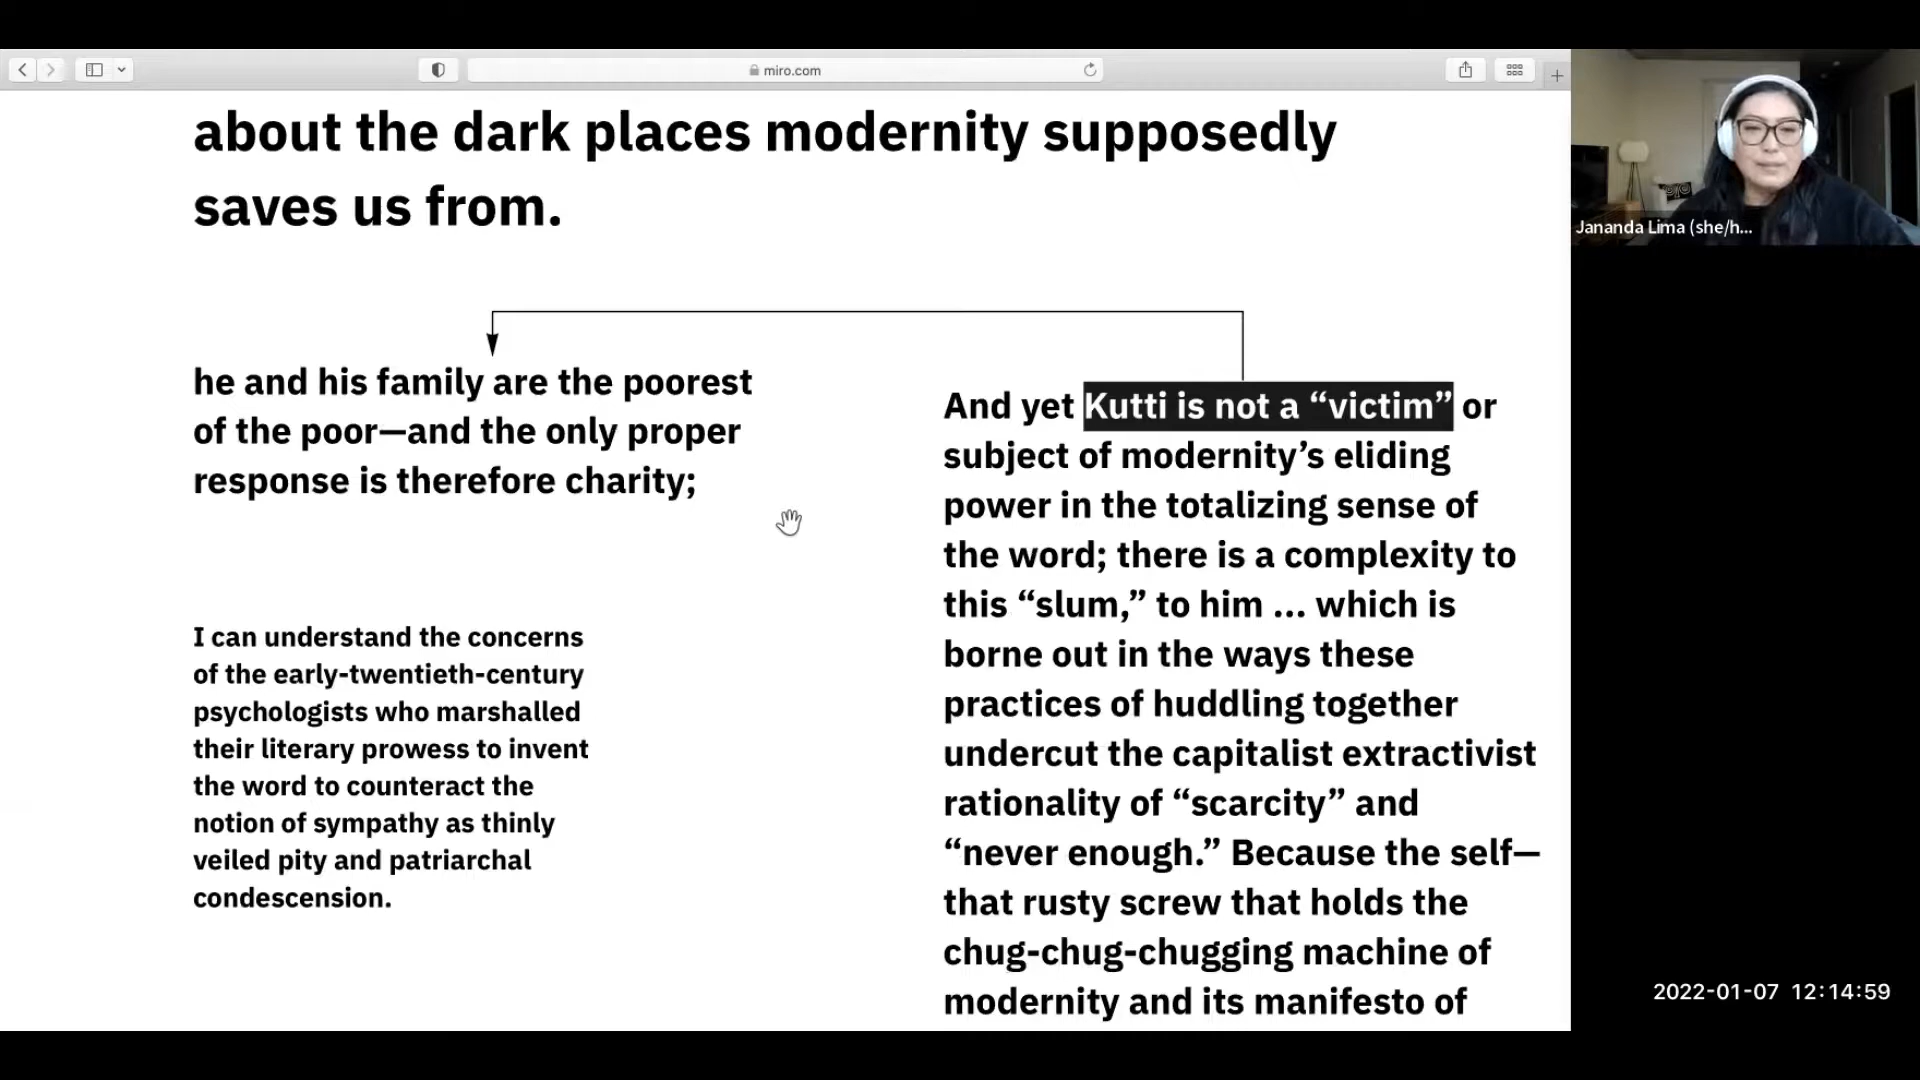 miro.com
about the dark places modernity supposedly
saves us from.
he and his family are the poorest
of the poor—and the only proper
response is therefore charity;
I can understand the concerns
of the early-twentieth-century
psychologists who marshalled
their literary prowess to invent
the word to counteract the
notion of sympathy as thinly
veiled pity and patriarchal
condescension.
And yet Kutti is not a “victim” or
subject of modernity’s eliding
power in the totalizing sense of
the word; there is a complexity to
this “slum,” to him ... which is
borne out in the ways these
practices of huddling together
undercut the capitalist extractivist
rationality of “scarcity” and
“never enough.” Because the self—
that rusty screw that holds the
chug-chug-chugging machine of
modernity and its manifesto of
Jananda Lima (she/h...
2022-01-07 12:14:59